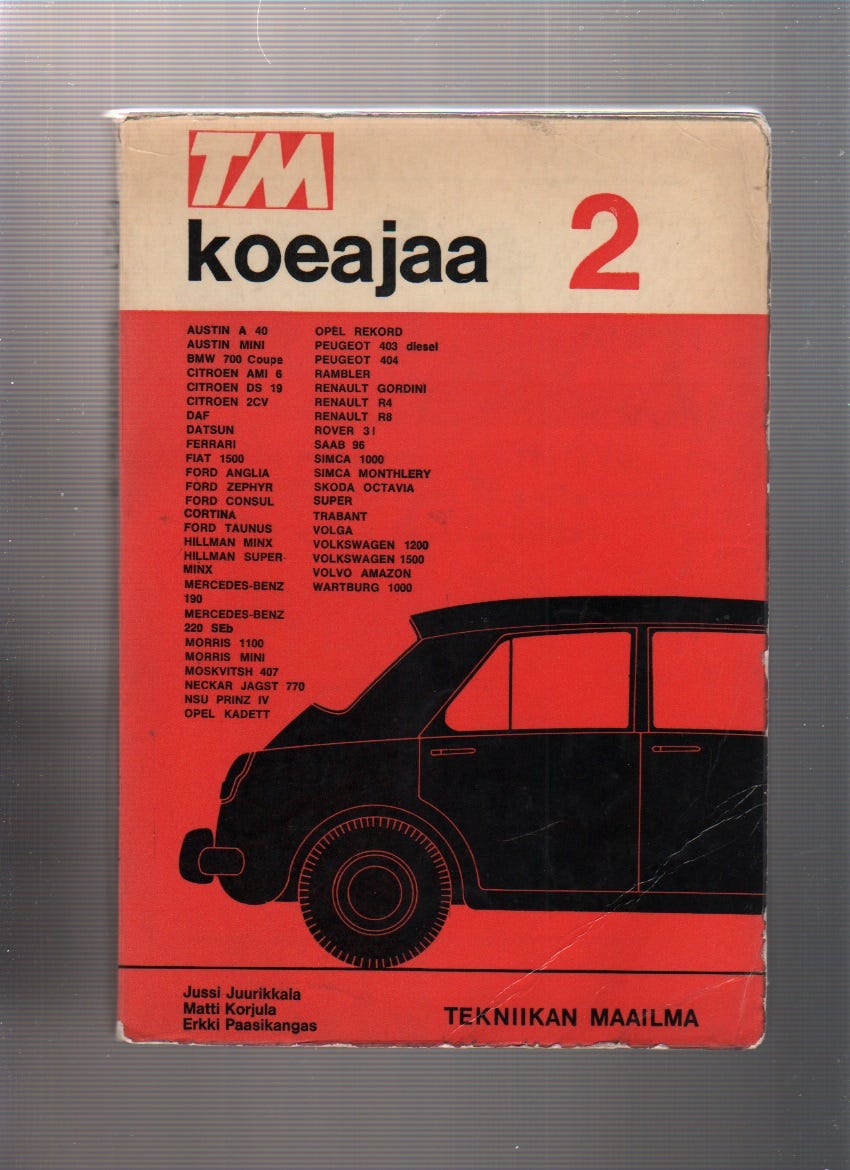 TM
koeajaa 2
AUSTIN A 40
AUSTIN MINI
BMW 700 Coupe
CITROEN AMI 6
CITROEN DS 19
CITROEN 2CV
DAF
DATSUN
FERRARI
FIAT 1500
FORD ANGLIA
FORD ZEPHYR
FORD CONSUL
CORTINA
FORD TAUNUS
HILLMAN MINX
HILLMAN SUPER-
MINX
MERCEDES-BENZ
190
MERCEDES-BENZ
220 SEb
MORRIS 1100
MORRIS MINI
MOSKVITSH 407
NECKAR JAGST 770
NSU PRINZ IV
OPEL KADETT
OPEL REKORD
PEUGEOT 403 diesel
PEUGEOT 404
RAMBLER
RENAULT GORDINI
RENAULT R4
RENAULT R8
ROVER 3 l
SAAB 96
SIMCA 1000
SIMCA MONTHLERY
SKODA OCTAVIA
SUPER
TRABANT
VOLGA
VOLKSWAGEN 1200
VOLKSWAGEN 1500
VOLVO AMAZON
WARTBURG 1000
Jussi Juurikkala
Matti Korjula
Erkki Paasikangas
TEKNIIKAN MAAILMA